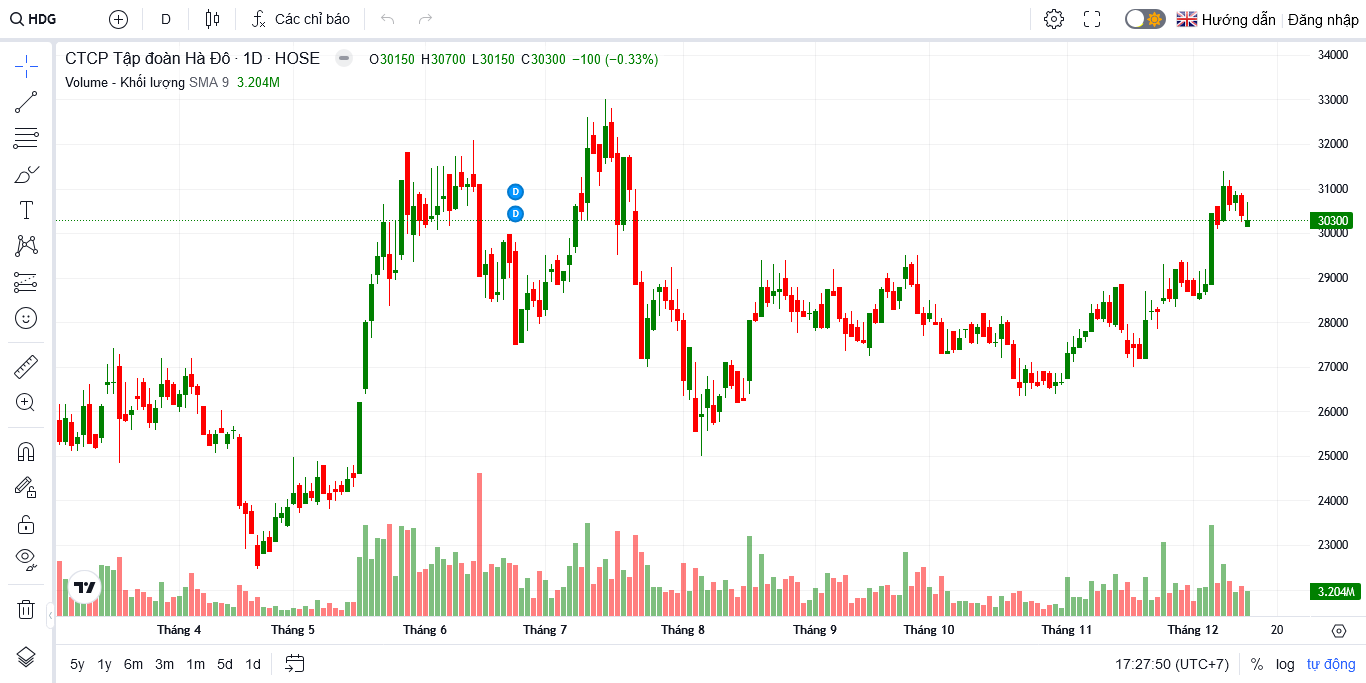 HDG D Các chỉ báo Hướng dẫn Đăng nhập
CTCP Tập đoàn Hà Đô · 1D · HOSE O30150 H30700 L30150 C30300 −100 (−0.33%)
Volume - Khối lượng SMA 9 3.204M
34000
33000
32000
31000
D
D
30300
30000
29000
28000
27000
26000
25000
24000
23000
3.204M
Tháng 4 Tháng 5 Tháng 6 Tháng 7 Tháng 8 Tháng 9 Tháng 10 Tháng 11 Tháng 12 20
5y 1y 6m 3m 1m 5d 1d 17:27:50 (UTC+7) % log tự động